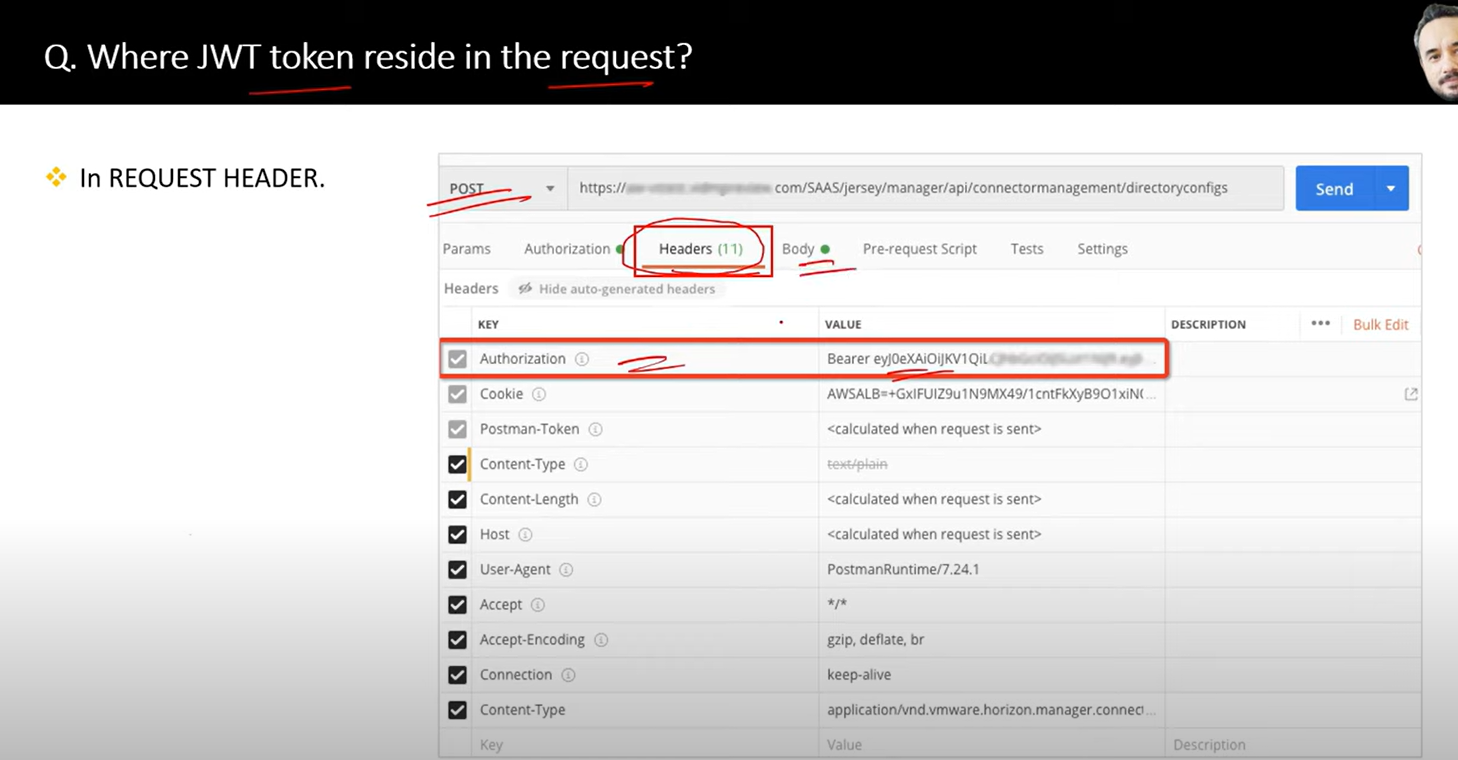 Q. Where JWT token reside in the request?
In REQUEST HEADER.
POST https:// .com/SAAS/jersey/manager/api/connectormanagement/directoryconfigs Send
Params Authorization Headers (11) Body Pre-request Script Tests Settings
Headers Hide auto-generated headers
KEY VALUE DESCRIPTION ••• Bulk Edit
Authorization Bearer eyJ0eXAiOiJKV1QiL ...
Cookie AWSALB=+GxIFUIZ9u1N9MX49/1cntFkXyB9O1xiN( ...
Postman-Token <calculated when request is sent>
Content-Type text/plain
Content-Length <calculated when request is sent>
Host <calculated when request is sent>
User-Agent PostmanRuntime/7.24.1
Accept */*
Accept-Encoding gzip, deflate, br
Connection keep-alive
Content-Type application/vnd.vmware.horizon.manager.connect...
Key Value Description